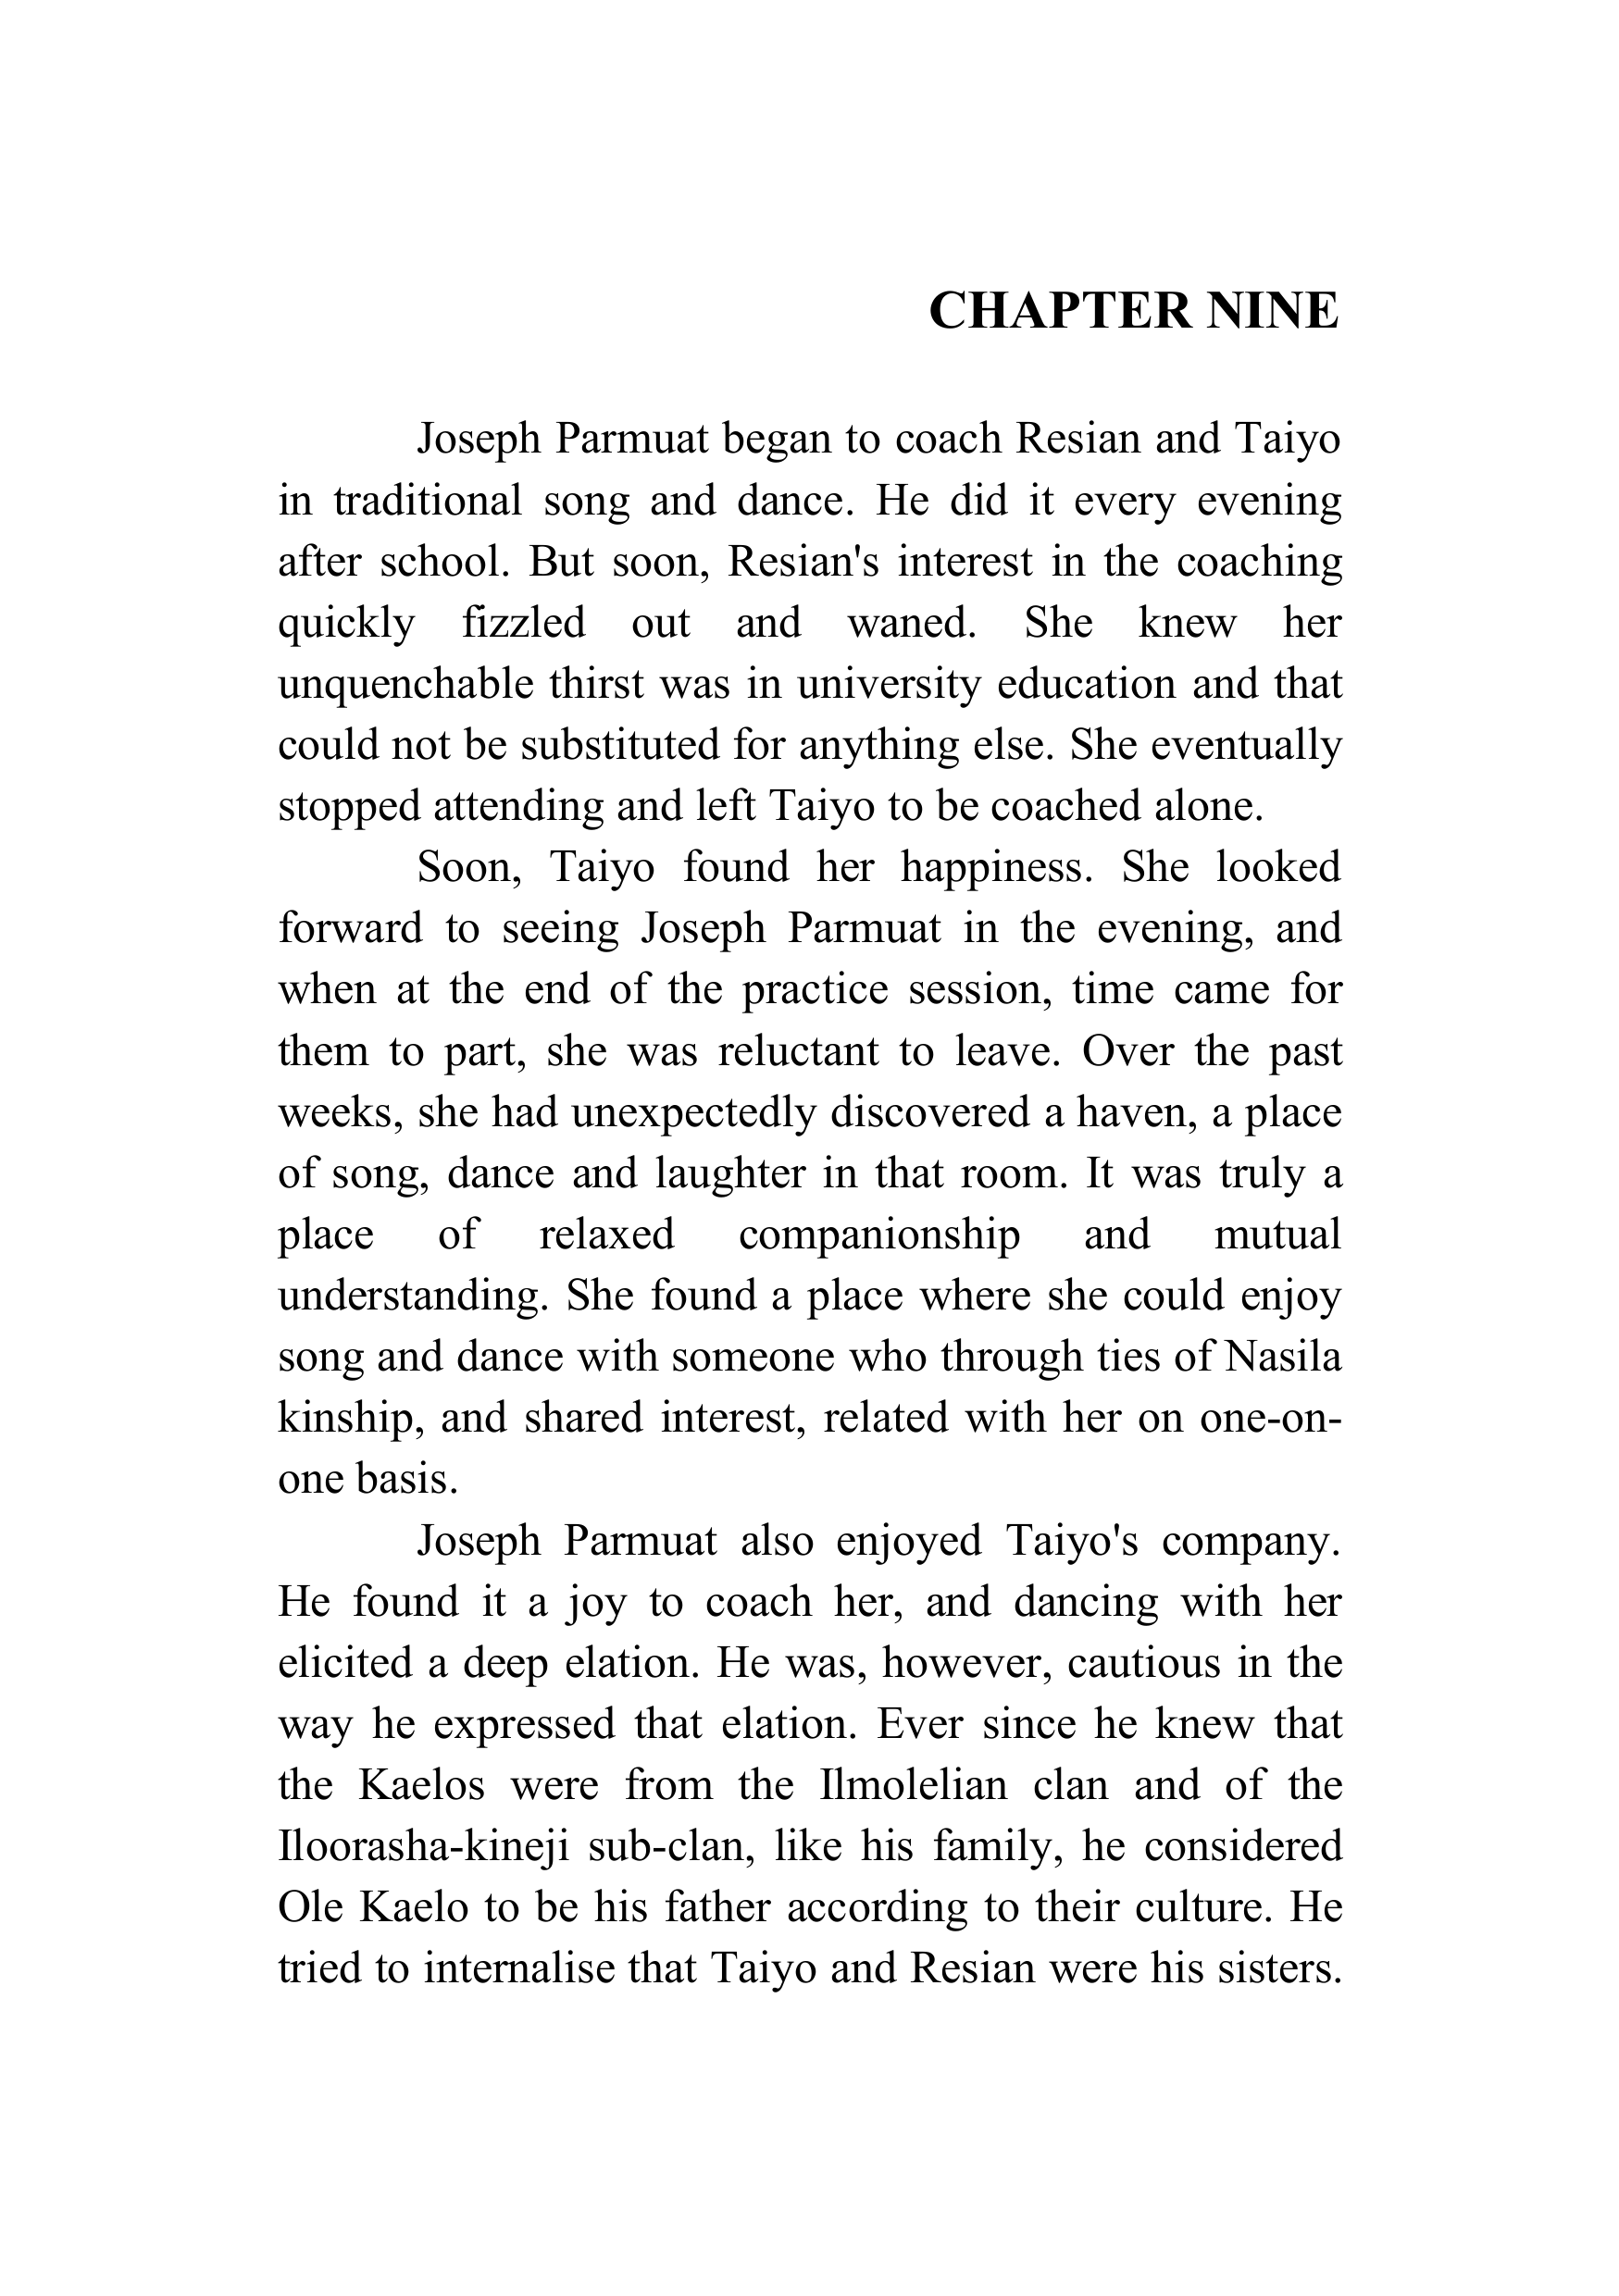 CHAPTER NINE
Joseph Parmuat began to coach Resian and Taiyo
in traditional song and dance. He did it every evening
after school. But soon, Resian's interest in the coaching
quickly fizzled out and waned. She knew her
unquenchable thirst was in university education and that
could not be substituted for anything else. She eventually
stopped attending and left Taiyo to be coached alone.
Soon, Taiyo found her happiness. She looked
forward to seeing Joseph Parmuat in the evening, and
when at the end of the practice session, time came for
them to part, she was reluctant to leave. Over the past
weeks, she had unexpectedly discovered a haven, a place
of song, dance and laughter in that room. It was truly a
place of relaxed companionship and mutual
understanding. She found a place where she could enjoy
song and dance with someone who through ties of Nasila
kinship, and shared interest, related with her on one-on-
one basis.
Joseph Parmuat also enjoyed Taiyo's company.
He found it a joy to coach her, and dancing with her
elicited a deep elation. He was, however, cautious in the
way he expressed that elation. Ever since he knew that
the Kaelos were from the Ilmolelian clan and of the
Iloorasha-kineji sub-clan, like his family, he considered
Ole Kaelo to be his father according to their culture. He
tried to internalise that Taiyo and Resian were his sisters.